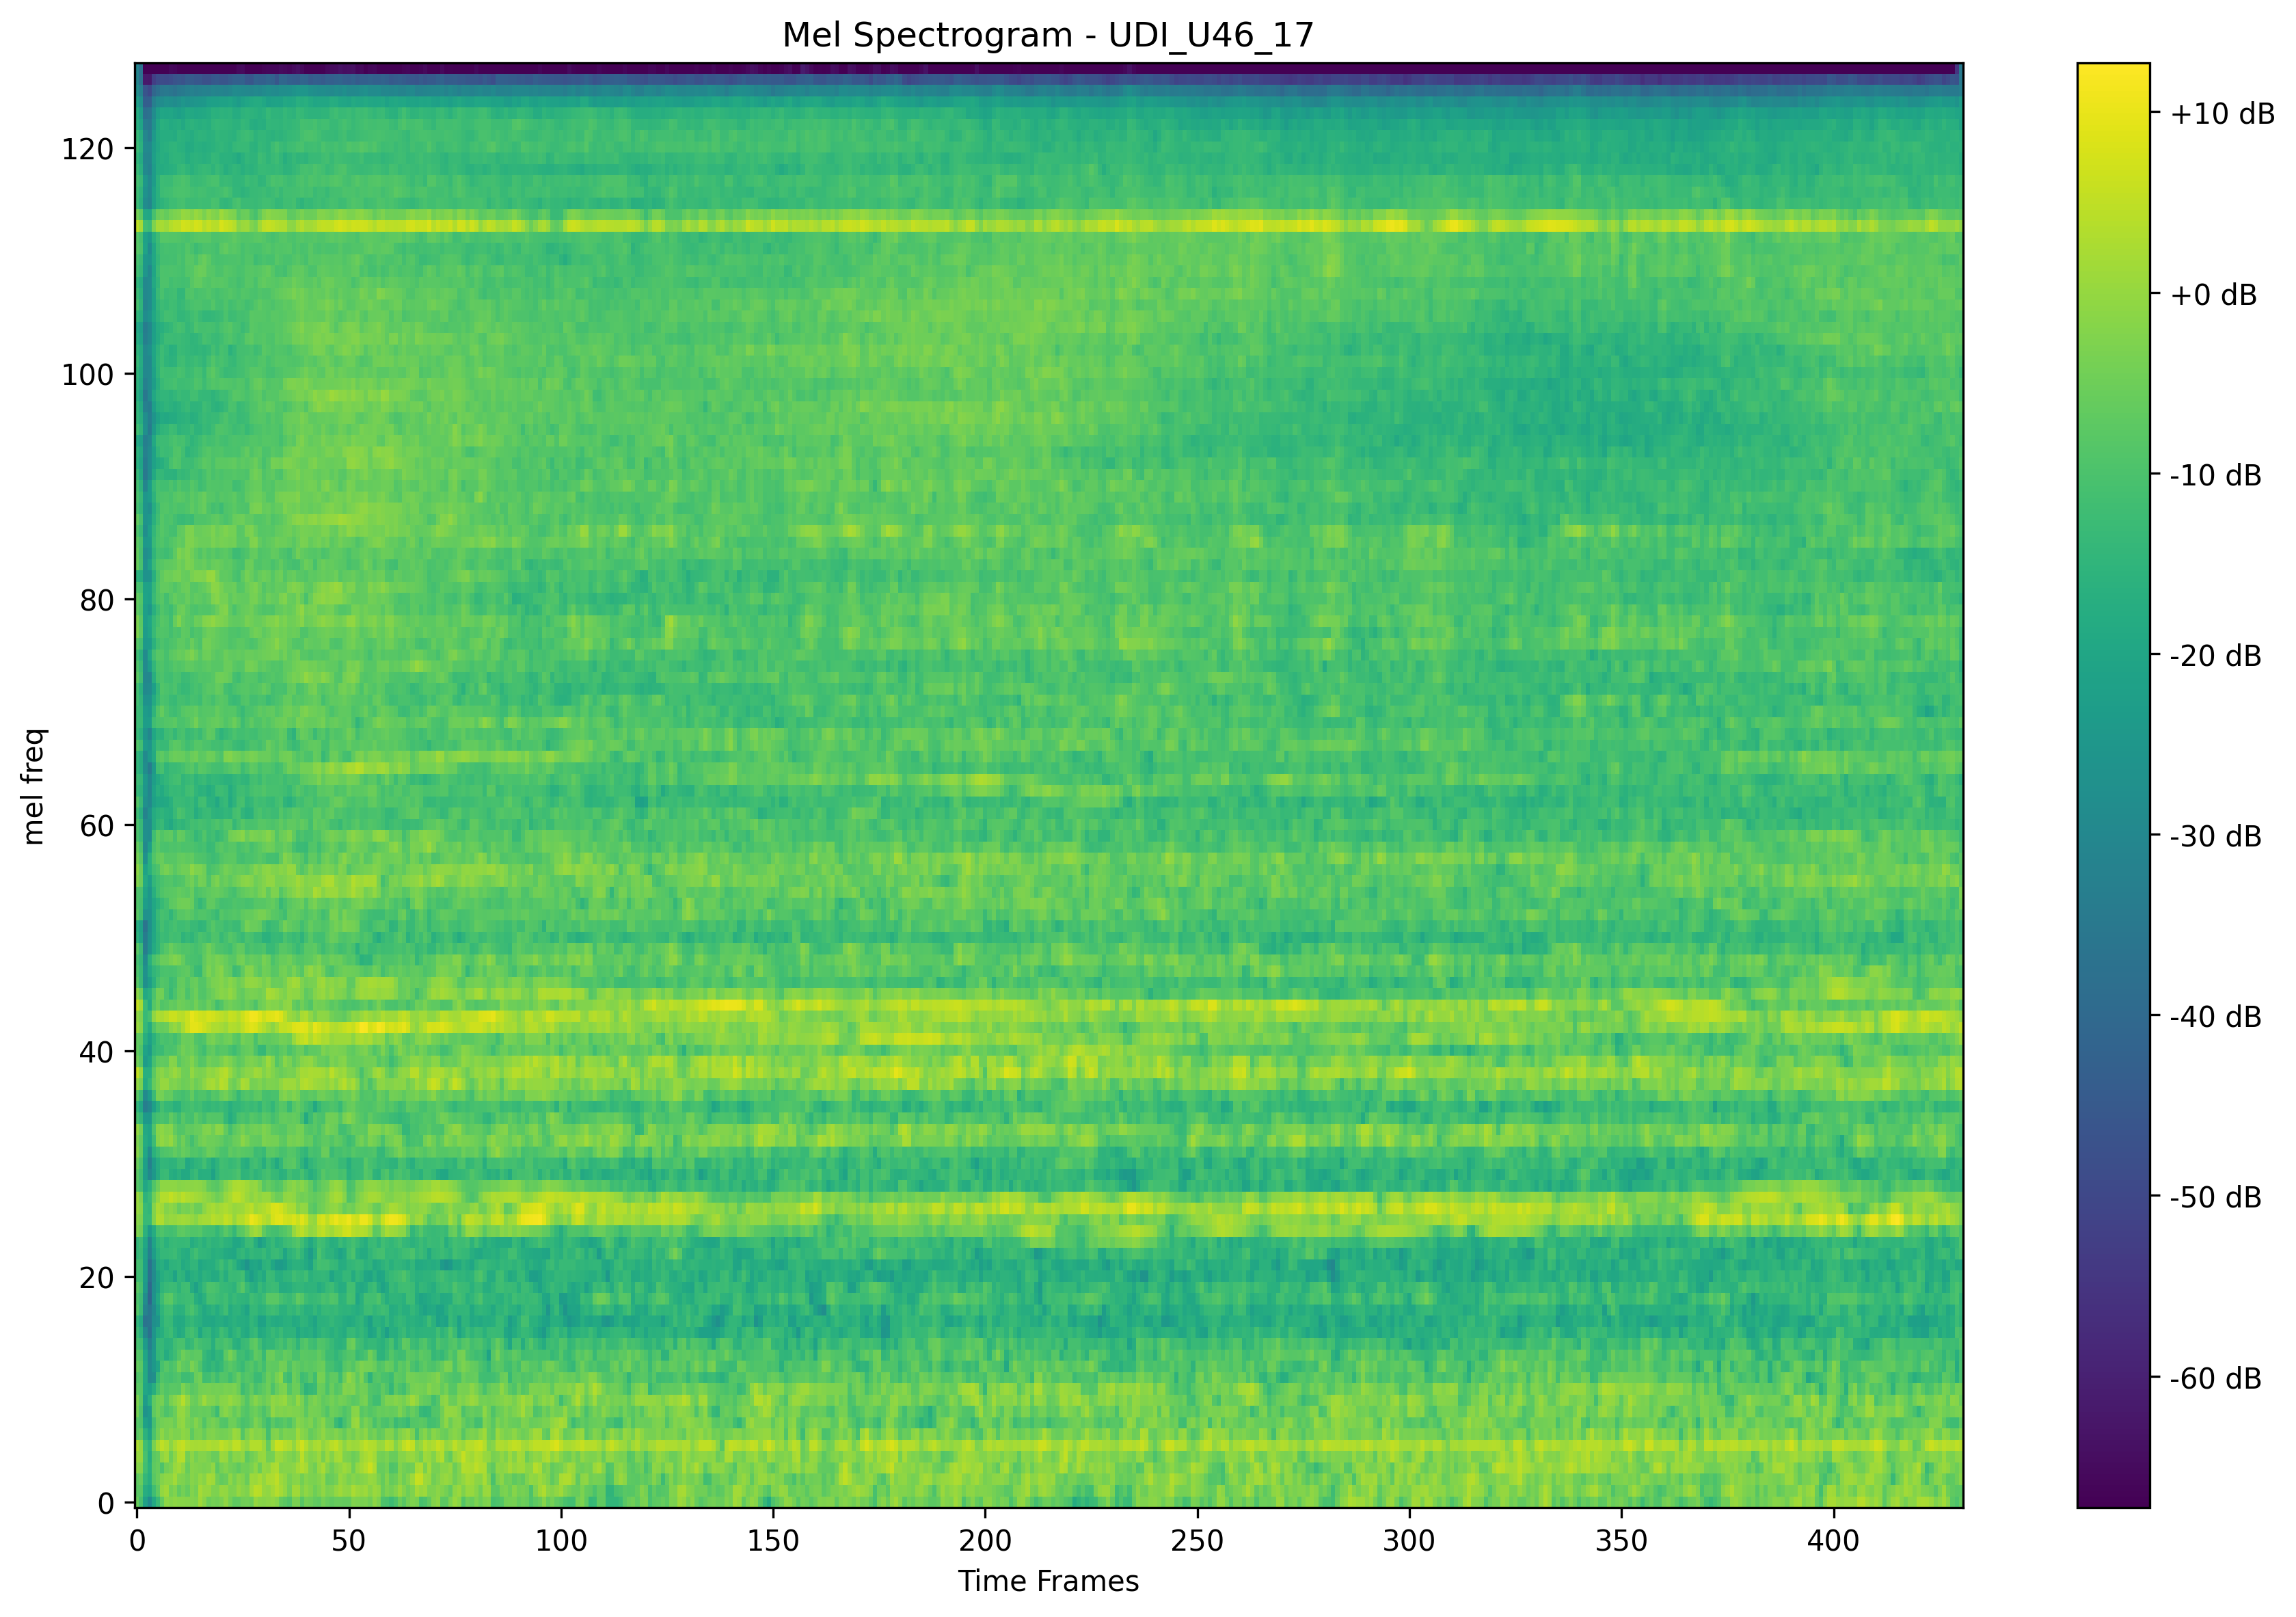 Mel Spectrogram - UDI_U46_17
mel freq
120
100
80
60
40
20
0
0
50
100
150
200
250
300
350
400
Time Frames
+10 dB
+0 dB
-10 dB
-20 dB
-30 dB
-40 dB
-50 dB
-60 dB